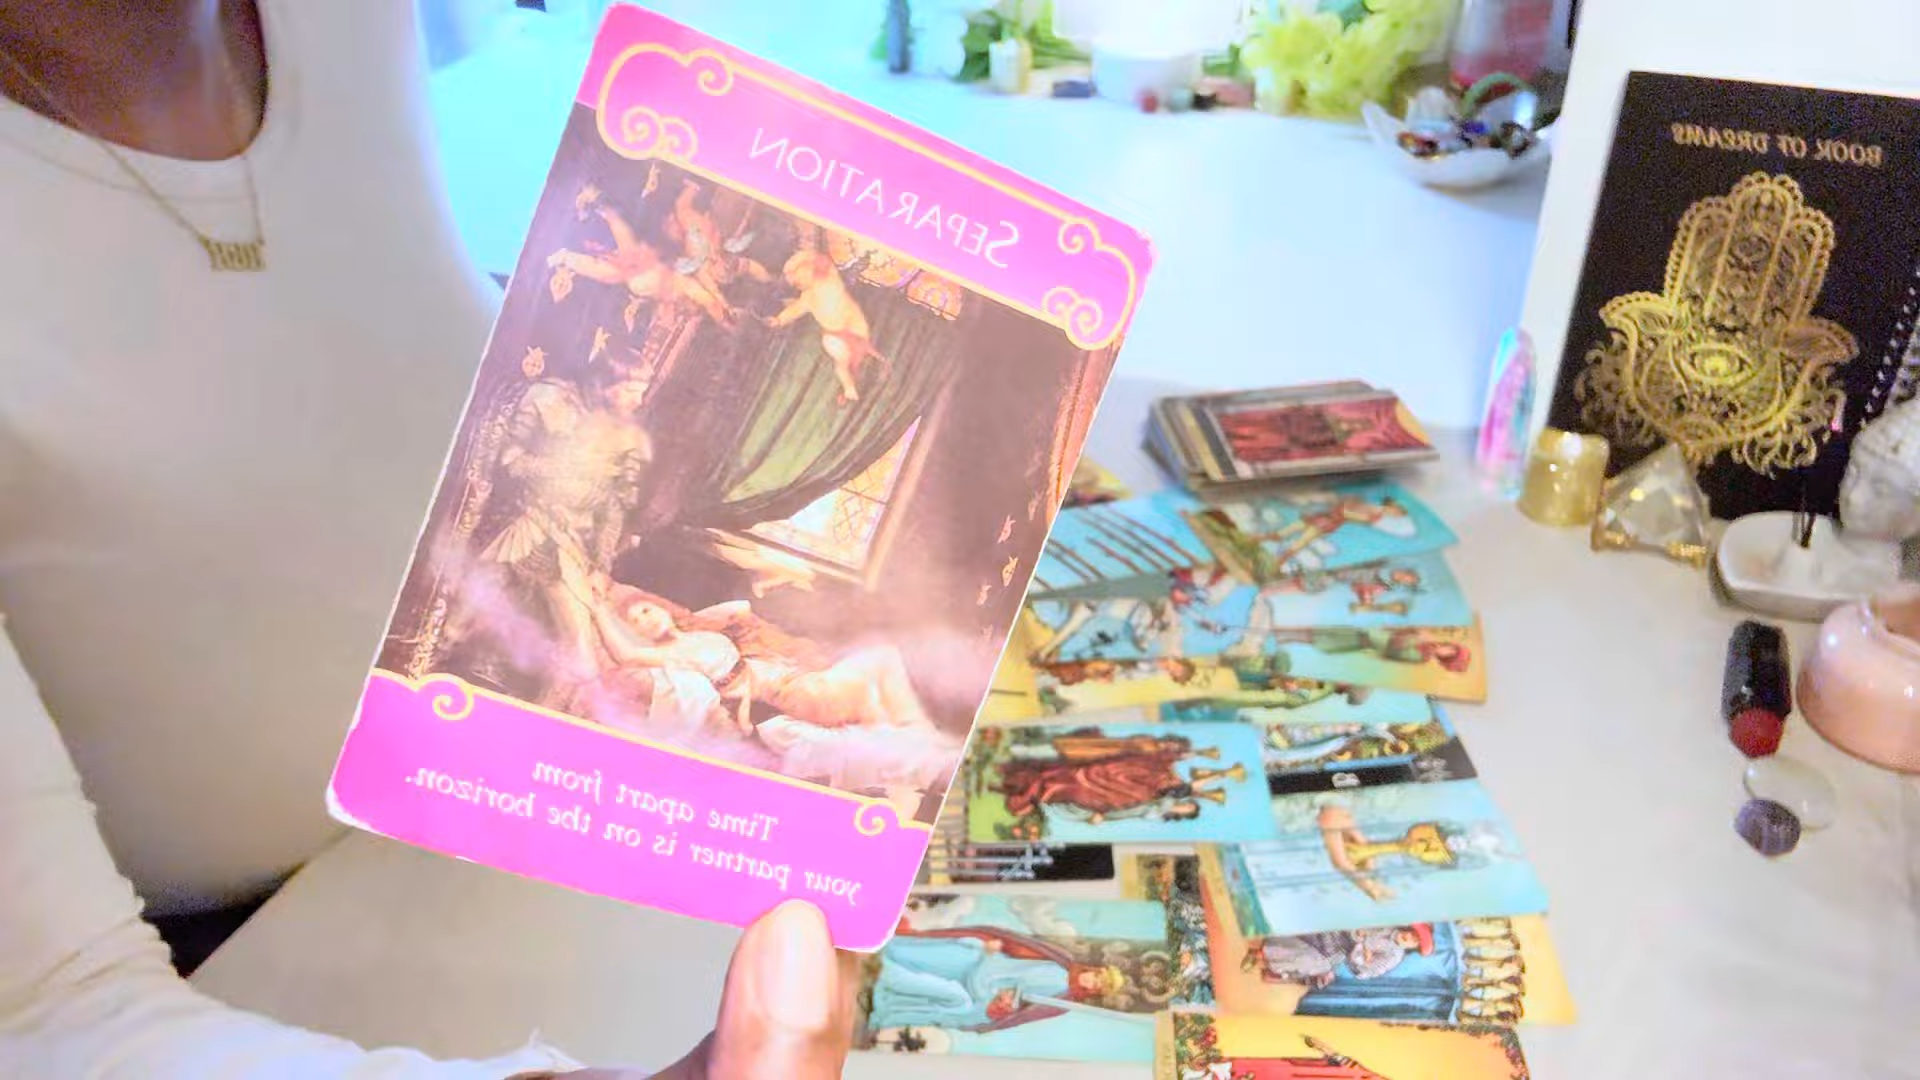 SEPARATION
Time apart from
your partner is on the horizon.
BOOK OF DREAMS